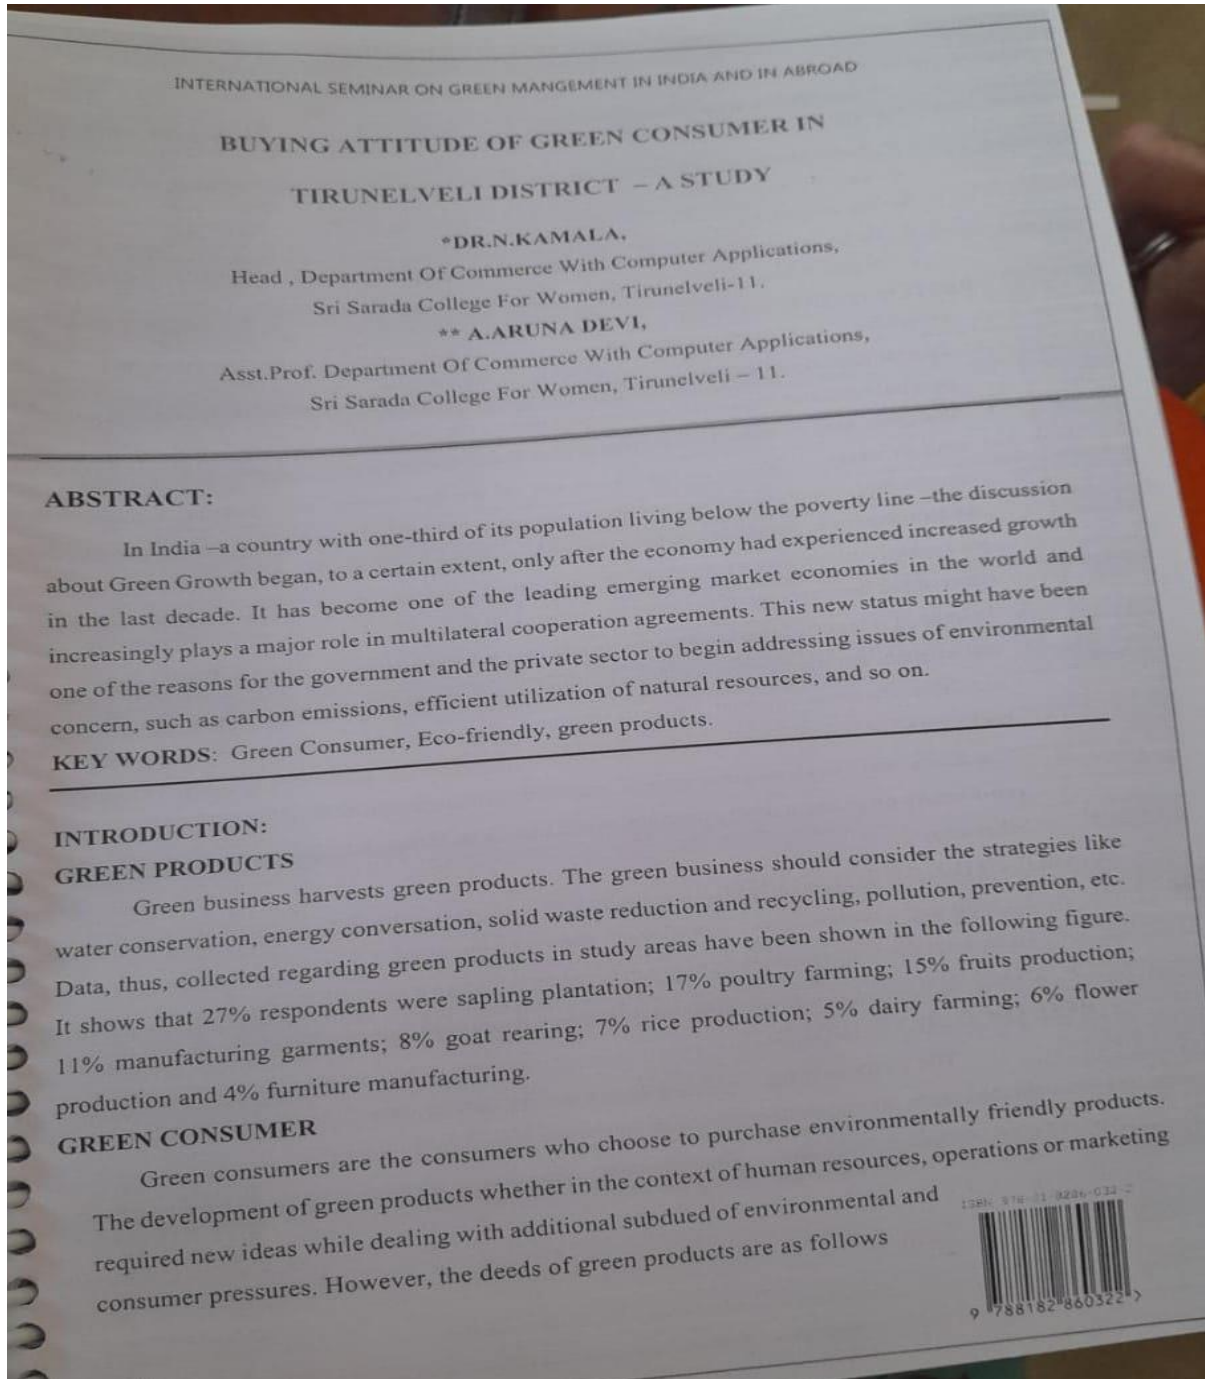 INTERNATIONAL SEMINAR ON GREEN MANGEMENT IN INDIA AND IN ABROAD
BUYING ATTITUDE OF GREEN CONSUMER IN
TIRUNELVELI DISTRICT – A STUDY
*DR.N.KAMALA,
Head , Department Of Commerce With Computer Applications,
Sri Sarada College For Women, Tirunelveli-11.
** A.ARUNA DEVI,
Asst.Prof. Department Of Commerce With Computer Applications,
Sri Sarada College For Women, Tirunelveli – 11.
ABSTRACT:
In India –a country with one-third of its population living below the poverty line –the discussion
about Green Growth began, to a certain extent, only after the economy had experienced increased growth
in the last decade. It has become one of the leading emerging market economies in the world and
increasingly plays a major role in multilateral cooperation agreements. This new status might have been
one of the reasons for the government and the private sector to begin addressing issues of environmental
concern, such as carbon emissions, efficient utilization of natural resources, and so on.
KEY WORDS: Green Consumer, Eco-friendly, green products.
INTRODUCTION:
GREEN PRODUCTS
Green business harvests green products. The green business should consider the strategies like
water conservation, energy conversation, solid waste reduction and recycling, pollution, prevention, etc.
Data, thus, collected regarding green products in study areas have been shown in the following figure.
It shows that 27% respondents were sapling plantation; 17% poultry farming; 15% fruits production;
11% manufacturing garments; 8% goat rearing; 7% rice production; 5% dairy farming; 6% flower
production and 4% furniture manufacturing.
GREEN CONSUMER
Green consumers are the consumers who choose to purchase environmentally friendly products.
The development of green products whether in the context of human resources, operations or marketing
required new ideas while dealing with additional subdued of environmental and
consumer pressures. However, the deeds of green products are as follows
ISBN
9 788182 860322 >